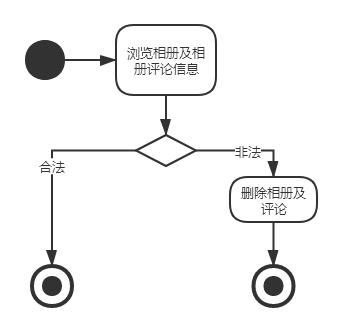 浏览相册及相
册评论信息
合法
非法
删除相册及
评论